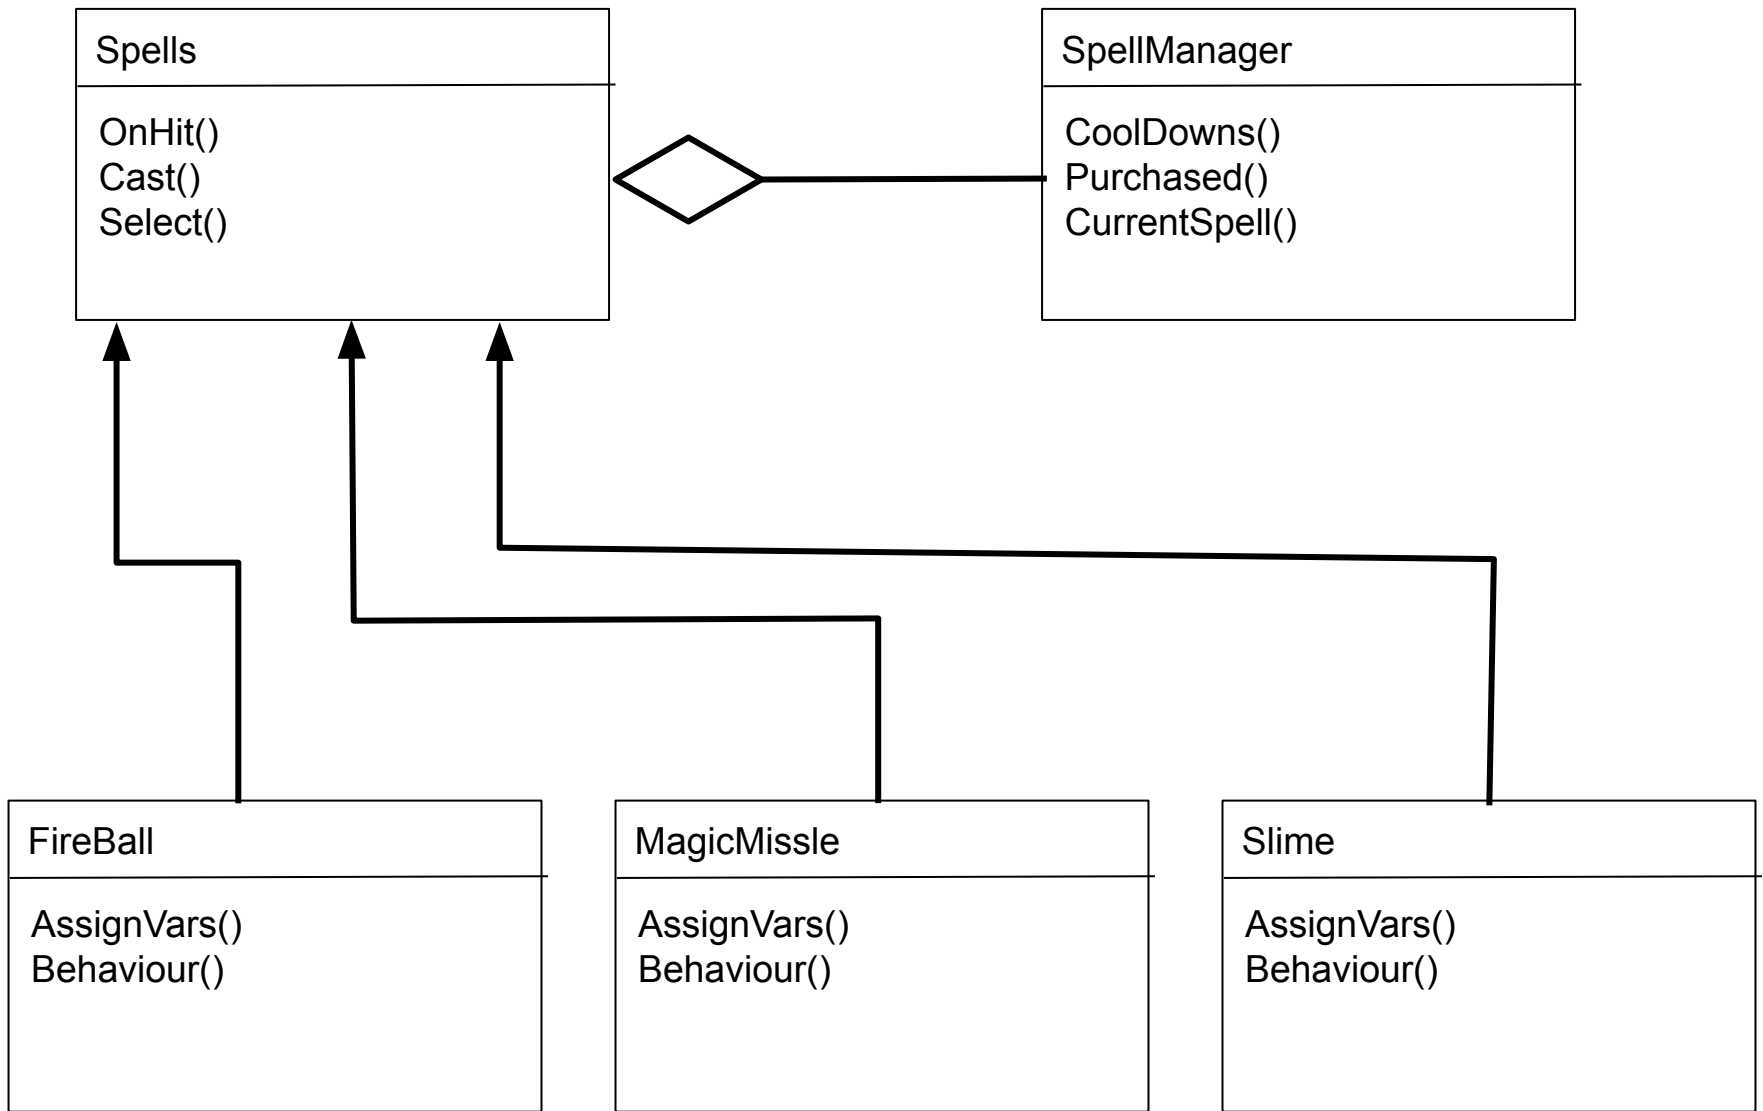 Spells
OnHit()
Cast()
Select()
SpellManager
CoolDowns()
Purchased()
CurrentSpell()
FireBall
AssignVars()
Behaviour()
MagicMissle
AssignVars()
Behaviour()
Slime
AssignVars()
Behaviour()